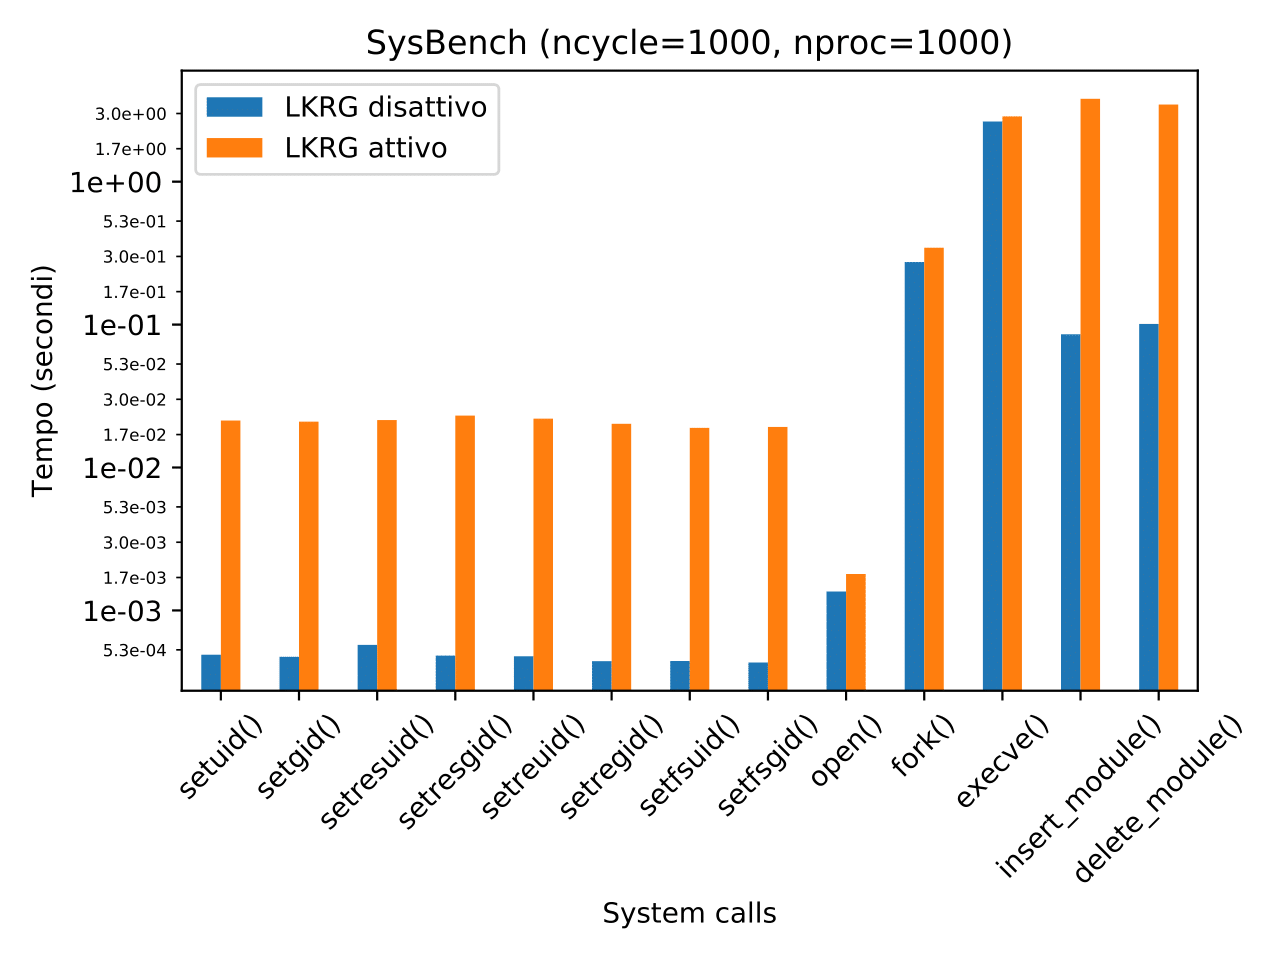 SysBench (ncycle=1000, nproc=1000)
LKRG disattivo
LKRG attivo
Tempo (secondi)
3.0e+00
1.7e+00
1e+00
5.3e-01
3.0e-01
1.7e-01
1e-01
5.3e-02
3.0e-02
1.7e-02
1e-02
5.3e-03
3.0e-03
1.7e-03
1e-03
5.3e-04
setuid()
setgid()
setresuid()
setresgid()
setreuid()
setregid()
setfsuid()
setfsgid()
open()
fork()
execve()
insert_module()
delete_module()
System calls